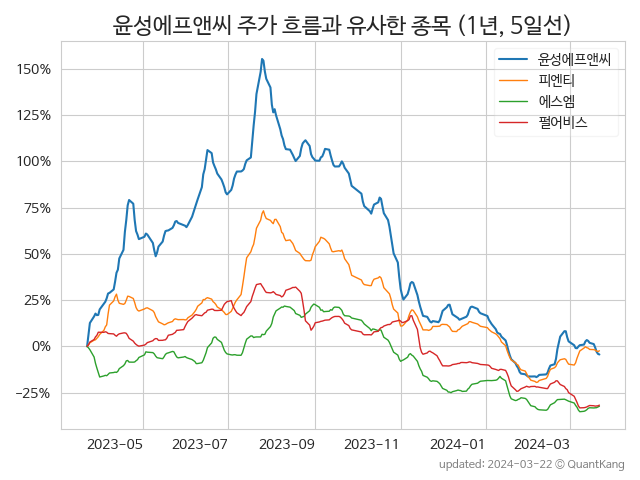 윤성에프앤씨 주가 흐름과 유사한 종목 (1년, 5일선)
윤성에프앤씨
피엔티
에스엠
펄어비스
150%
125%
100%
75%
50%
25%
0%
−25%
2023-05
2023-07
2023-09
2023-11
2024-01
2024-03
updated: 2024-03-22 © QuantKang